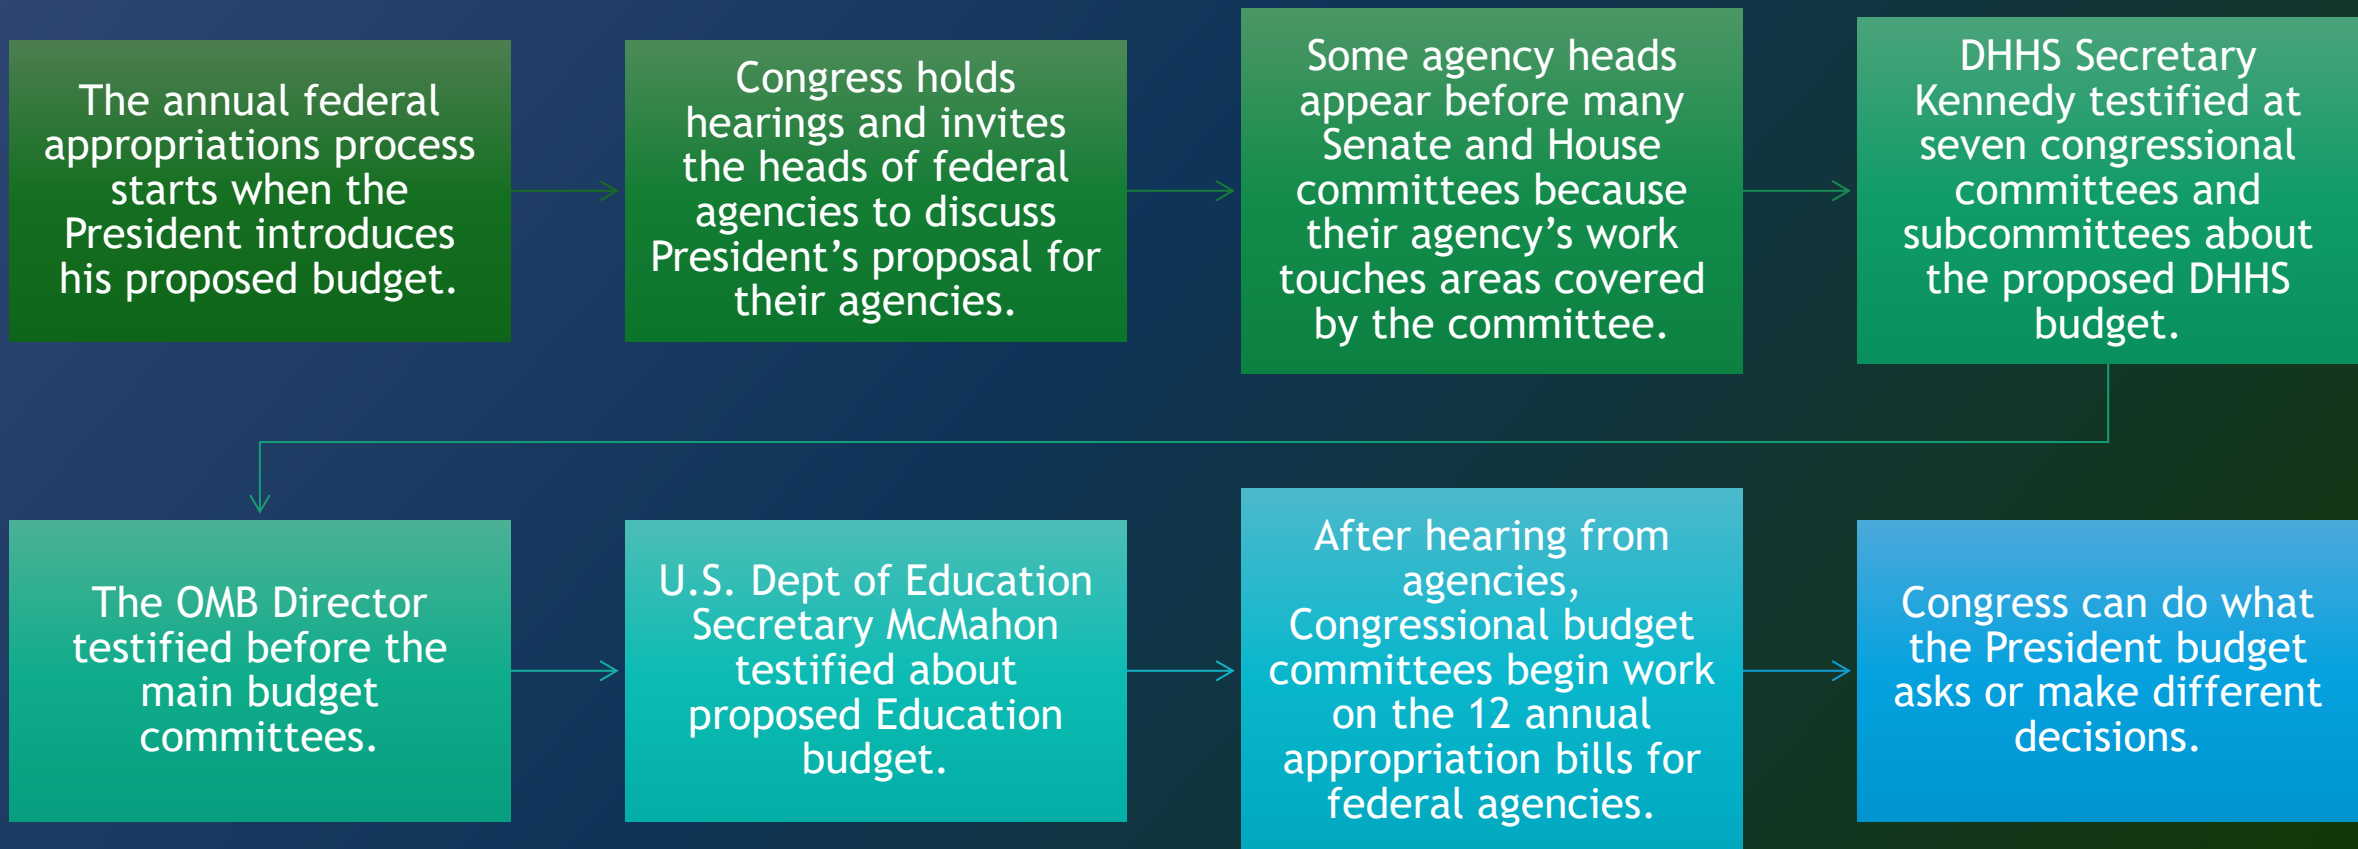 The annual federal
appropriations process
starts when the
President introduces
his proposed budget.
Congress holds
hearings and invites
the heads of federal
agencies to discuss
President’s proposal for
their agencies.
Some agency heads
appear before many
Senate and House
committees because
their agency’s work
touches areas covered
by the committee.
DHHS Secretary
Kennedy testified at
seven congressional
committees and
subcommittees about
the proposed DHHS
budget.
The OMB Director
testified before the
main budget
committees.
U.S. Dept of Education
Secretary McMahon
testified about
proposed Education
budget.
After hearing from
agencies,
Congressional budget
committees begin work
on the 12 annual
appropriation bills for
federal agencies.
Congress can do what
the President budget
asks or make different
decisions.